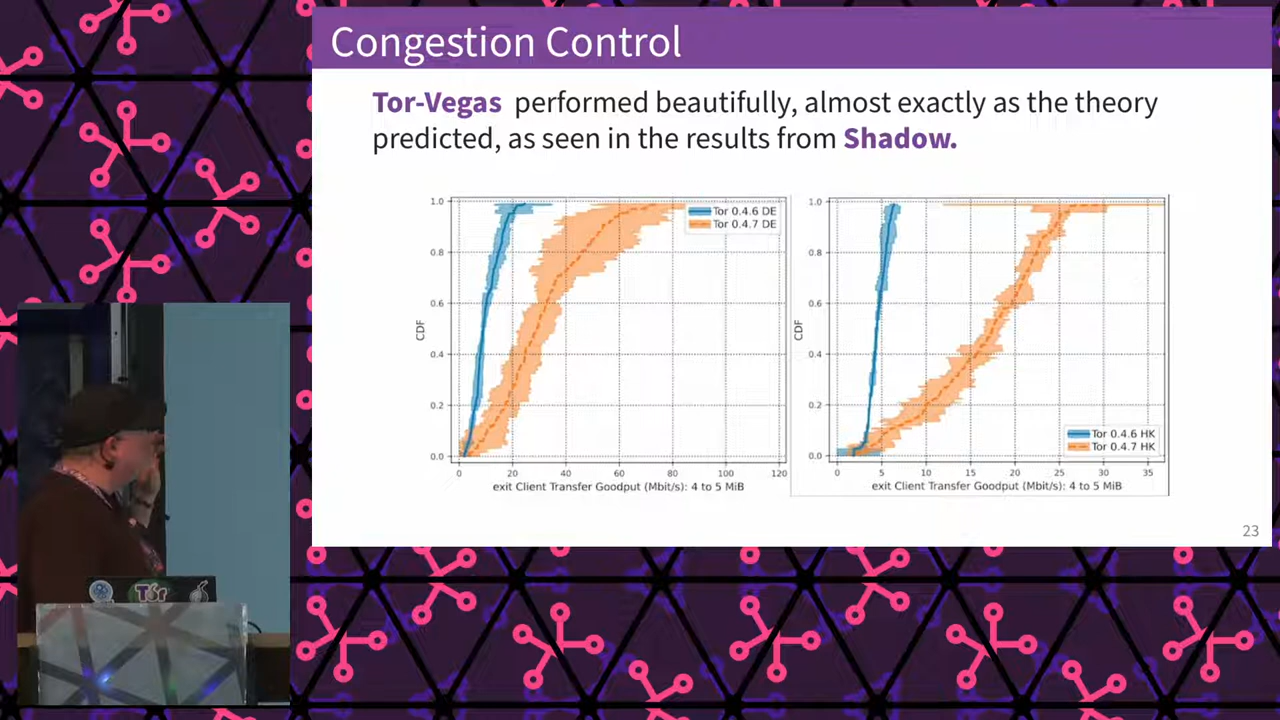 Congestion Control
Tor-Vegas performed beautifully, almost exactly as the theory
predicted, as seen in the results from Shadow.
1.0
0.8
0.6
0.4
0.2
0.0
CDF
Tor 0.4.6 DE
Tor 0.4.7 DE
0 20 40 60 80 100 120
exit Client Transfer Goodput (Mbit/s): 4 to 5 MiB
1.0
0.8
0.6
0.4
0.2
0.0
CDF
Tor 0.4.6 HK
Tor 0.4.7 HK
0 5 10 15 20 25 30 35
exit Client Transfer Goodput (Mbit/s): 4 to 5 MiB
23
Tor